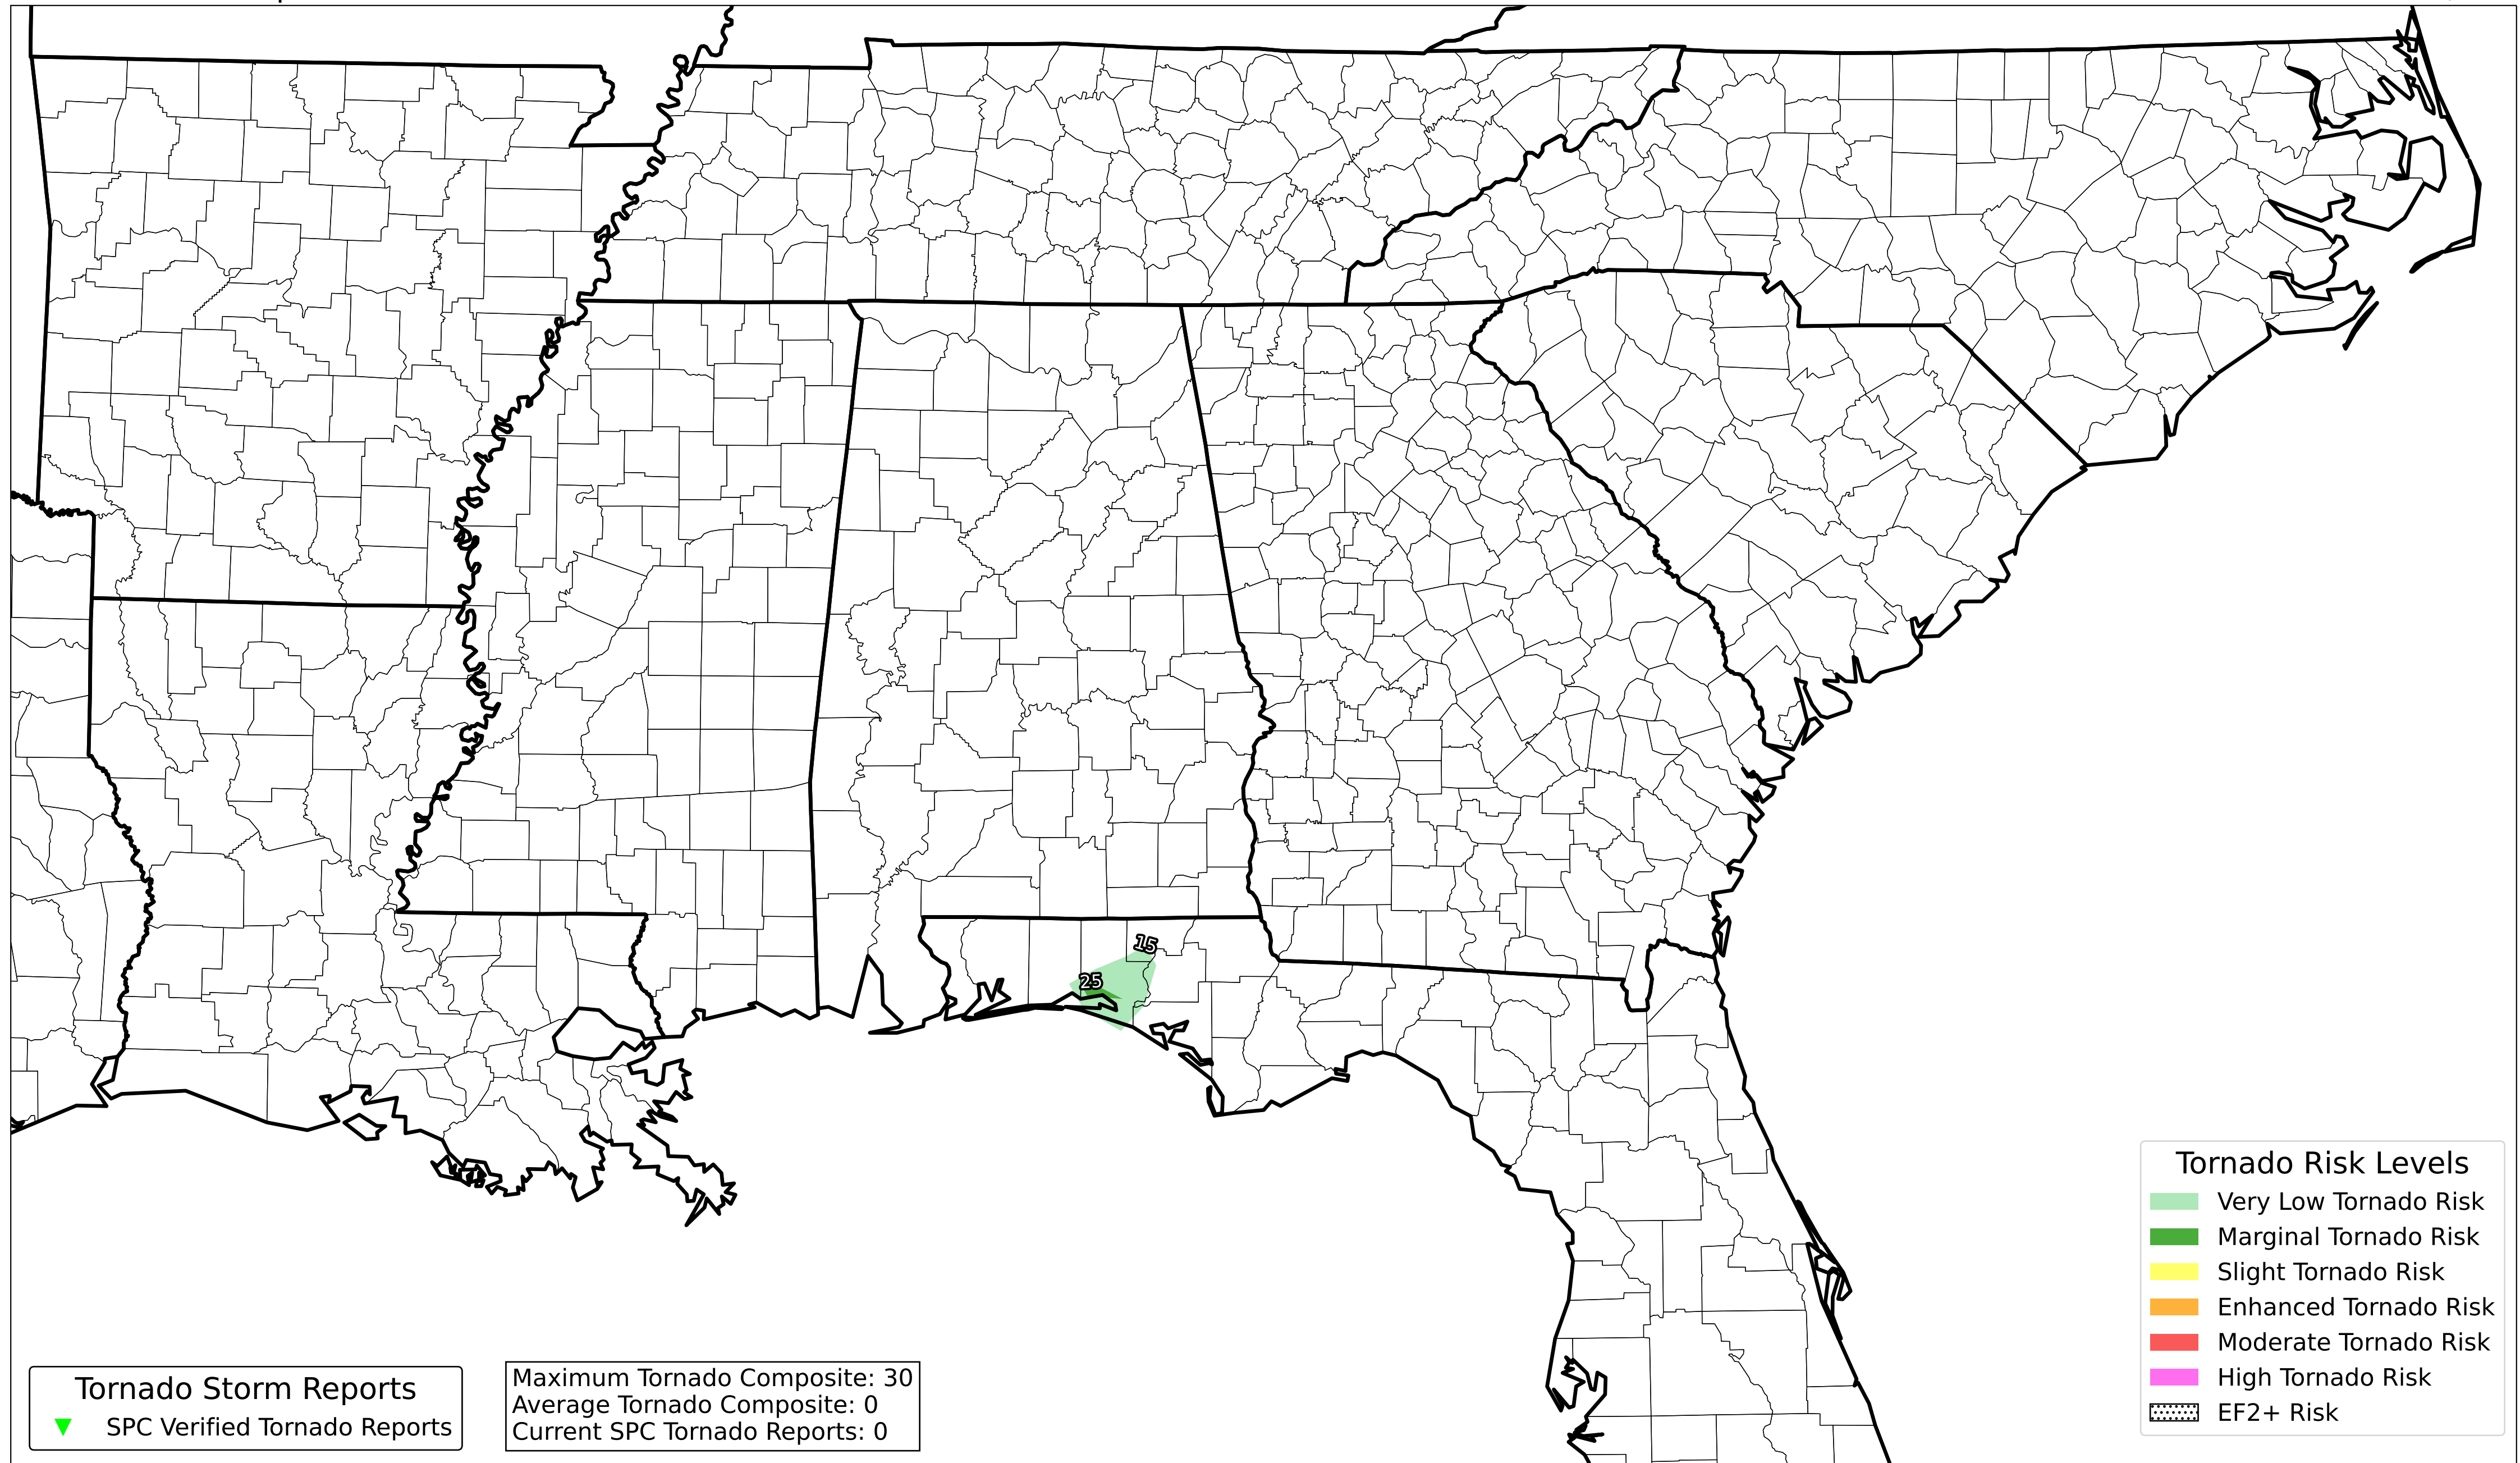 15
25
Tornado Storm Reports
SPC Verified Tornado Reports
Maximum Tornado Composite: 30
Average Tornado Composite: 0
Current SPC Tornado Reports: 0
Tornado Risk Levels
Very Low Tornado Risk
Marginal Tornado Risk
Slight Tornado Risk
Enhanced Tornado Risk
Moderate Tornado Risk
High Tornado Risk
EF2+ Risk